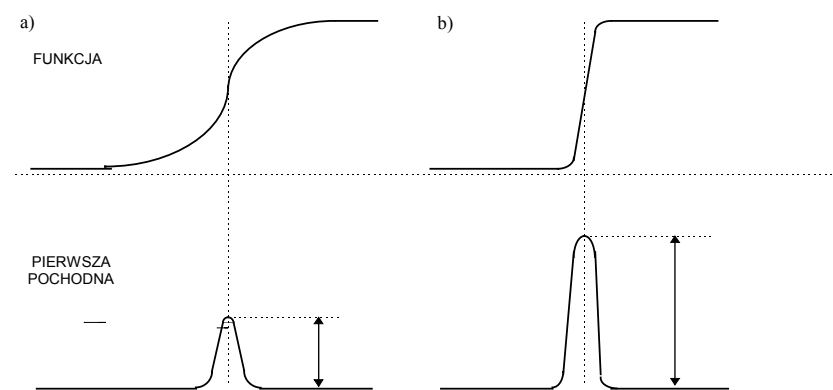 a)
b)
FUNKCJA
PIERWSZA
POCHODNA